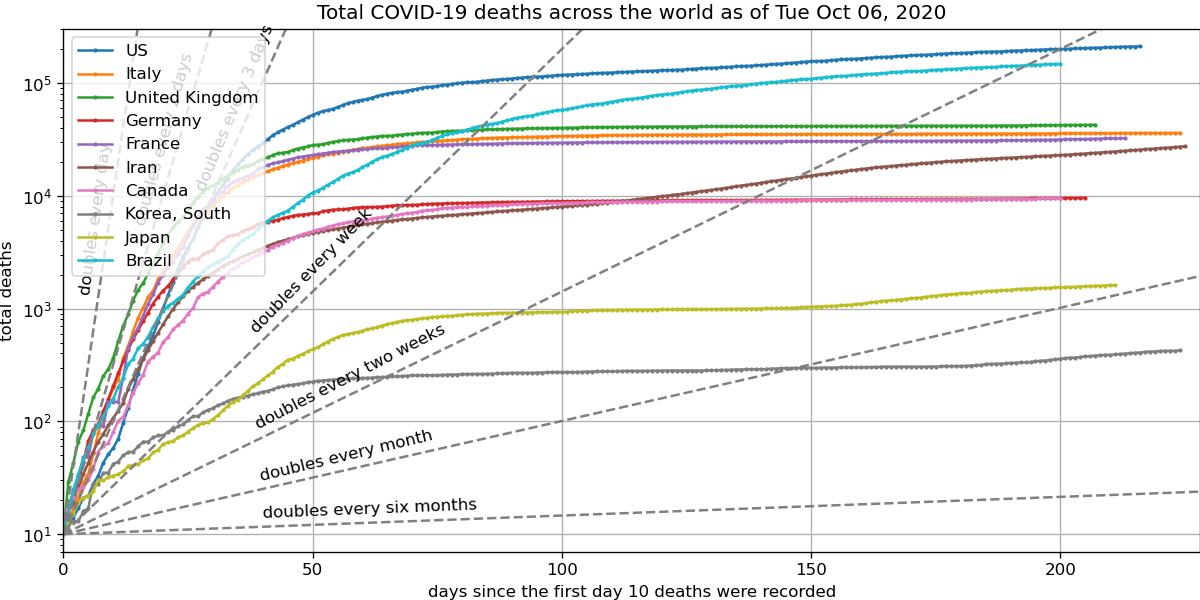 Total COVID-19 deaths across the world as of Tue Oct 06, 2020
US
Italy
United Kingdom
Germany
France
Iran
Canada
Korea, South
Japan
Brazil
doubles every day
doubles every 3 days
doubles every week
doubles every two weeks
doubles every month
doubles every six months
total deaths
10⁵
10⁴
10³
10²
10¹
0
50
100
150
200
days since the first day 10 deaths were recorded